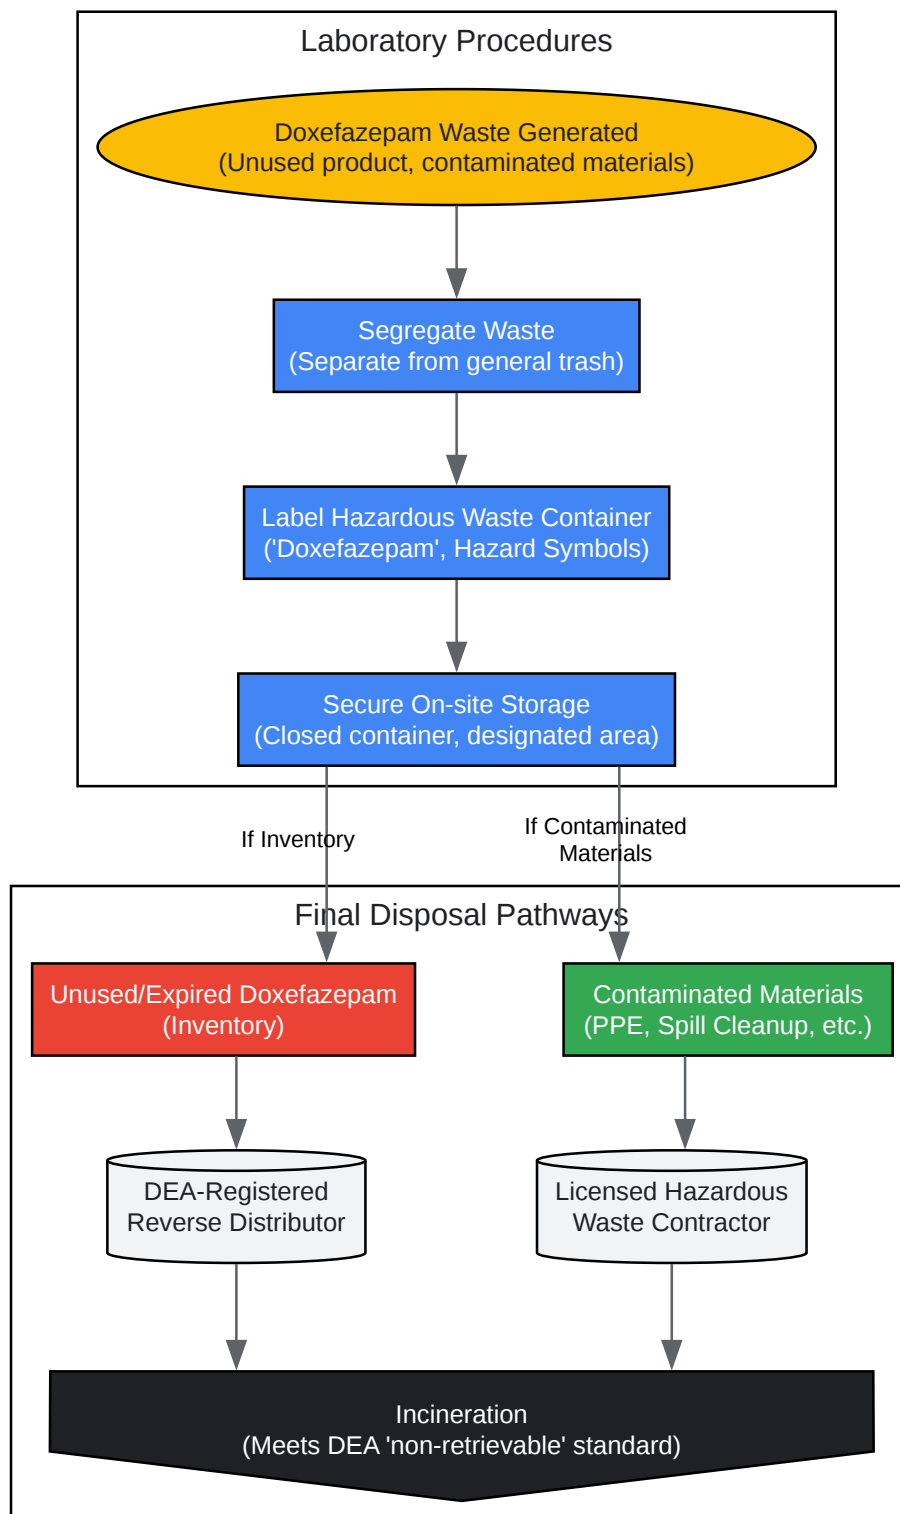 Laboratory Procedures
Doxefazepam Waste Generated
(Unused product, contaminated materials)
Segregate Waste
(Separate from general trash)
Label Hazardous Waste Container
('Doxefazepam', Hazard Symbols)
Secure On-site Storage
(Closed container, designated area)
If Inventory
If Contaminated
Materials
Final Disposal Pathways
Unused/Expired Doxefazepam
(Inventory)
Contaminated Materials
(PPE, Spill Cleanup, etc.)
DEA-Registered
Reverse Distributor
Licensed Hazardous
Waste Contractor
Incineration
(Meets DEA 'non-retrievable' standard)